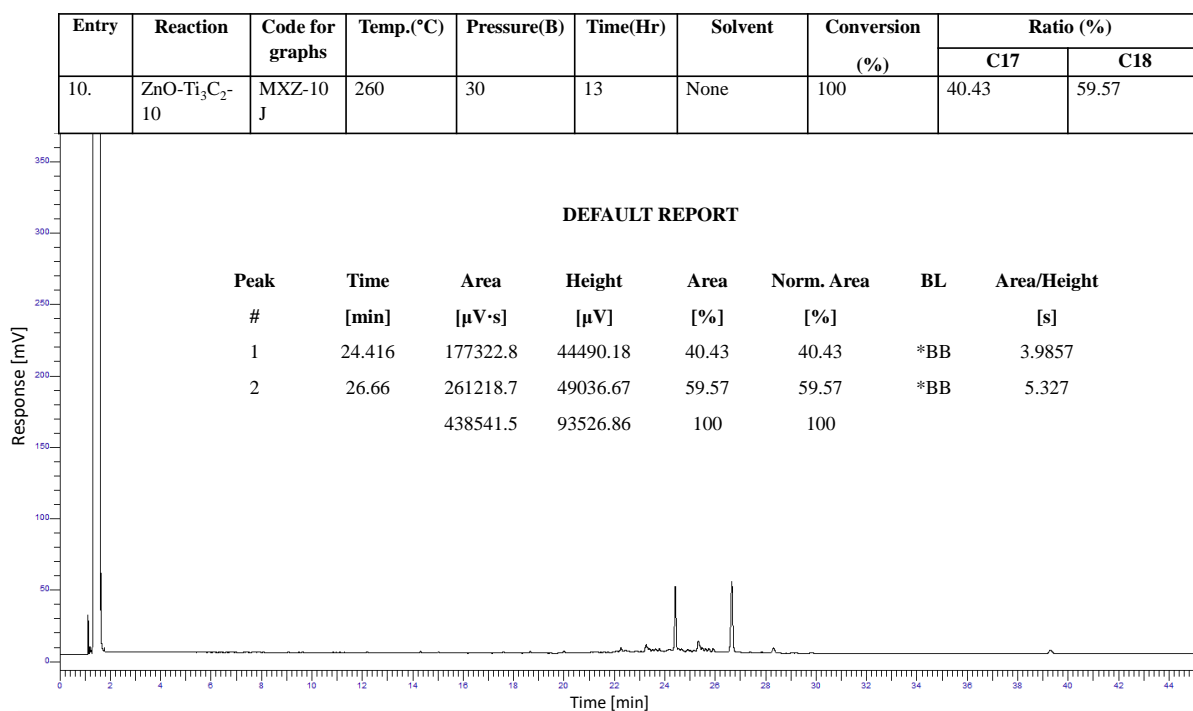 Entry Reaction Code for graphs Temp.(°C) Pressure(B) Time(Hr) Solvent Conversion (%) Ratio (%)
C17 C18
10. ZnO-Ti₃C₂-10 MXZ-10 J 260 30 13 None 100 40.43 59.57
DEFAULT REPORT
Peak Time Area Height Area Norm. Area BL Area/Height
# [min] [μV·s] [μV] [%] [%] [s]
1 24.416 177322.8 44490.18 40.43 40.43 *BB 3.9857
2 26.66 261218.7 49036.67 59.57 59.57 *BB 5.327
438541.5 93526.86 100 100
Response [mV]
350
300
250
200
150
100
50
0
0 2 4 6 8 10 12 14 16 18 20 22 24 26 28 30 32 34 36 38 40 42 44
Time [min]